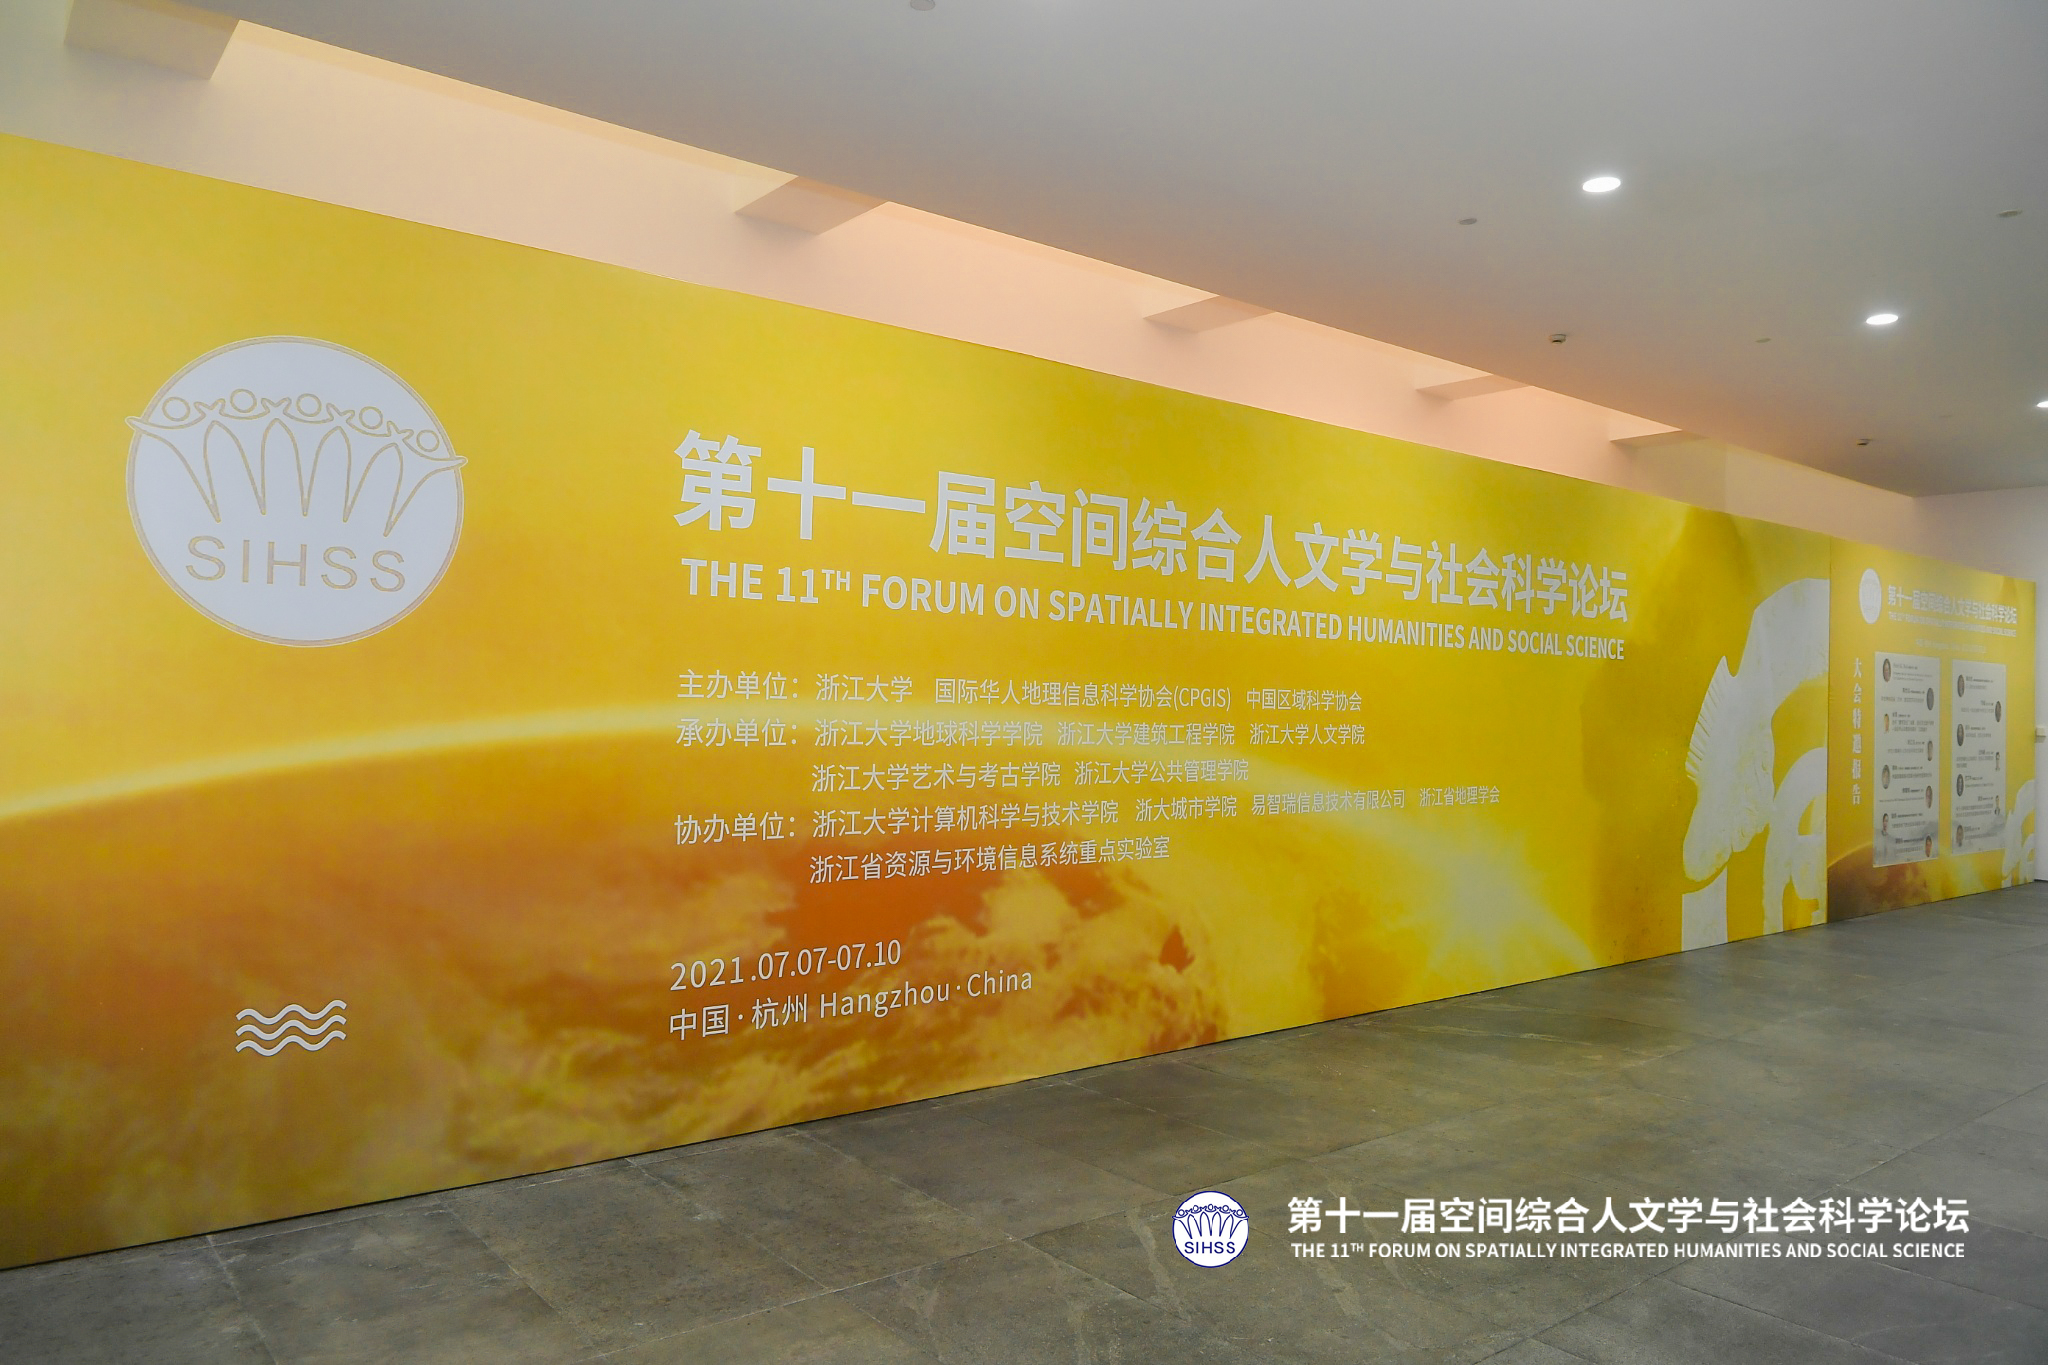 SIHSS
第十一届空间综合人文学与社会科学论坛
THE 11TH FORUM ON SPATIALLY INTEGRATED HUMANITIES AND SOCIAL SCIENCE
主办单位：浙江大学 国际华人地理信息科学协会(CPGIS) 中国区域科学协会
承办单位：浙江大学地球科学学院 浙江大学建筑工程学院 浙江大学人文学院
浙江大学艺术与考古学院 浙江大学公共管理学院
协办单位：浙江大学计算机科学与技术学院 浙大城市学院 易智瑞信息技术有限公司 浙江省地理学会
浙江省资源与环境信息系统重点实验室
2021.07.07-07.10
中国·杭州 Hangzhou·China
第十一届空间综合人文学与社会科学论坛
THE 11TH FORUM ON SPATIALLY INTEGRATED HUMANITIES AND SOCIAL SCIENCE
大会特邀报告
SIHSS
第十一届空间综合人文学与社会科学论坛
THE 11TH FORUM ON SPATIALLY INTEGRATED HUMANITIES AND SOCIAL SCIENCE